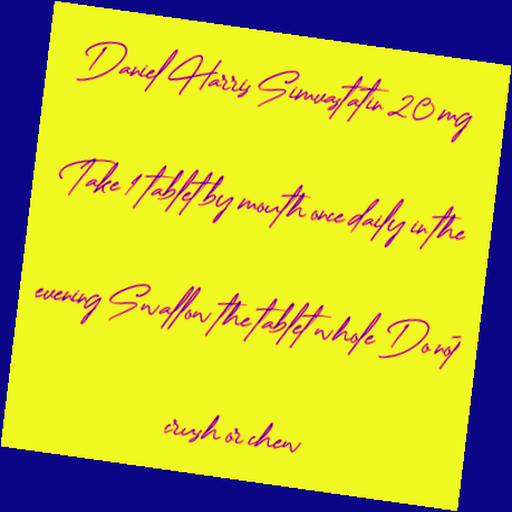 Daniel Harris Simvastatin 20 mg
Take 1 tablet by mouth once daily in the
evening Swallow the tablet whole Do not
crush or chew